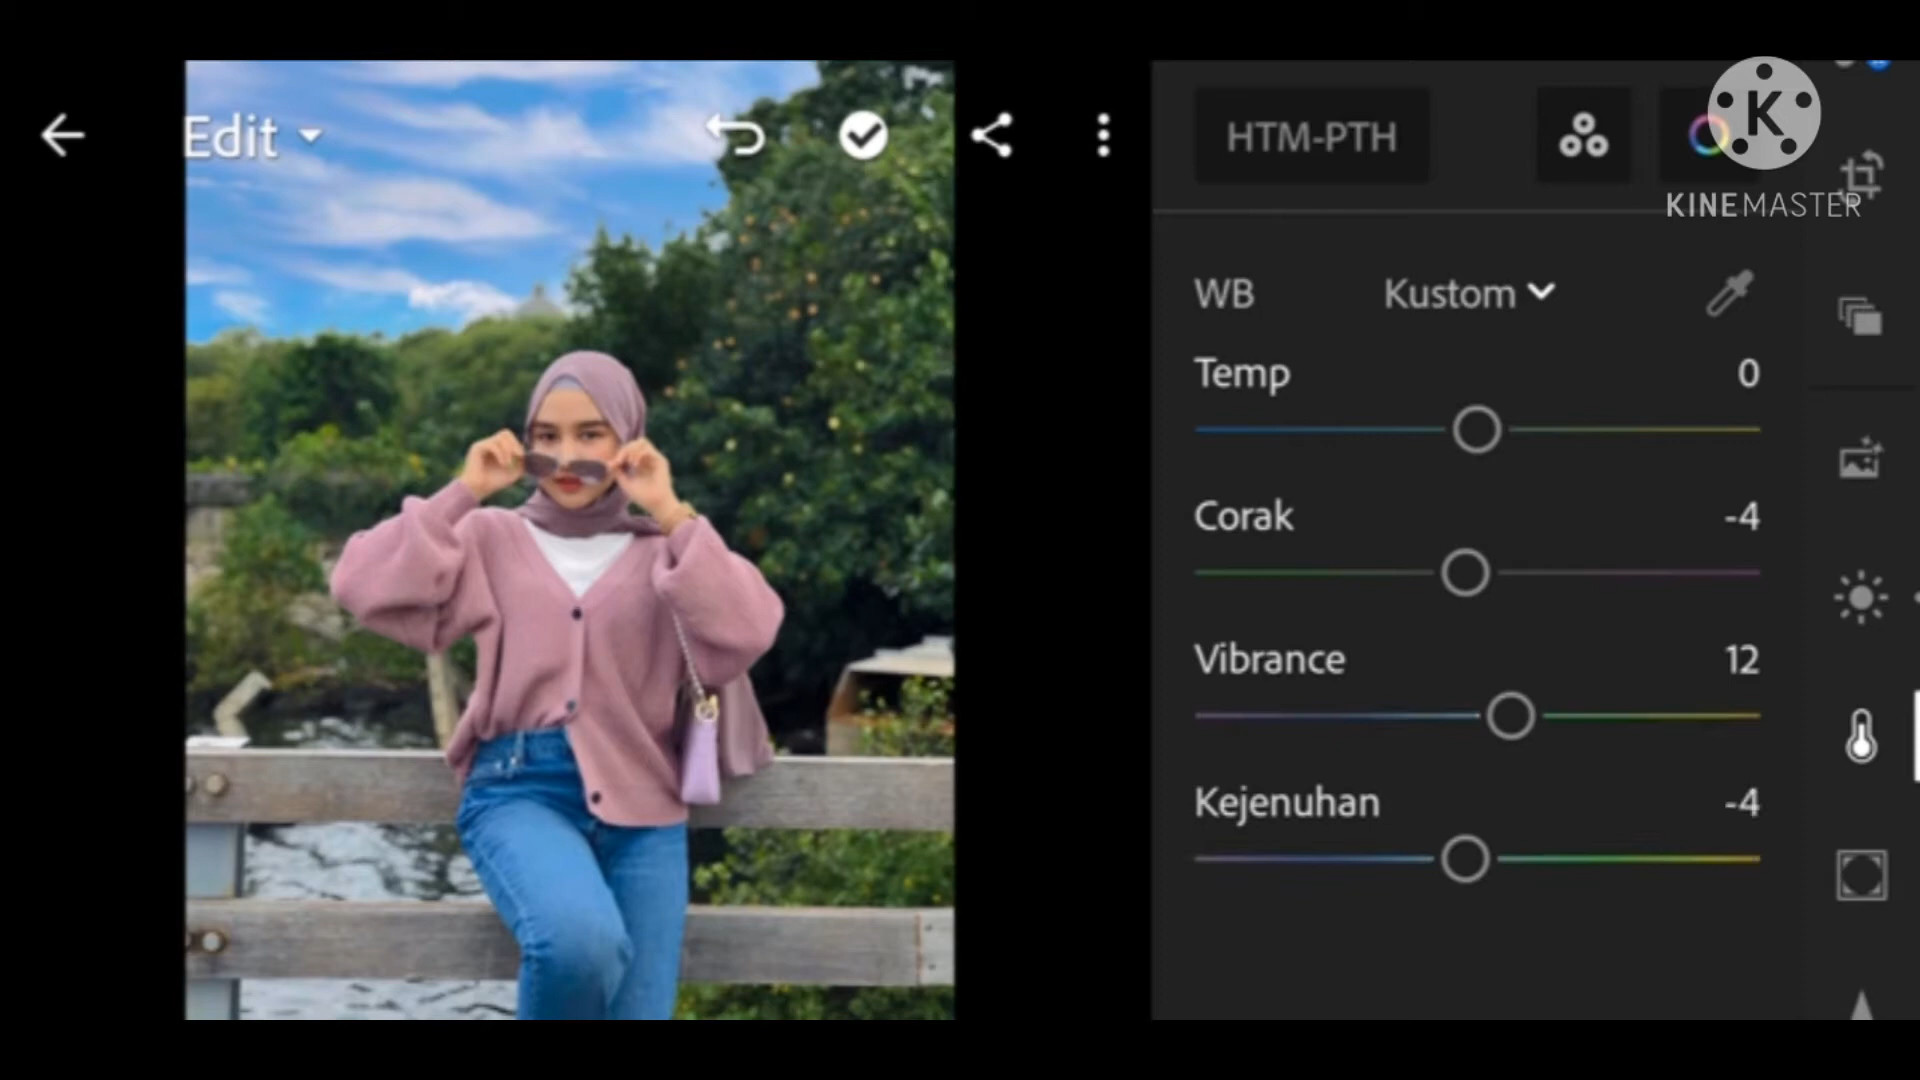 Edit
HTM-PTH
KINEMASTER
WB Kustom
Temp 0
Corak -4
Vibrance 12
Kejenuhan -4